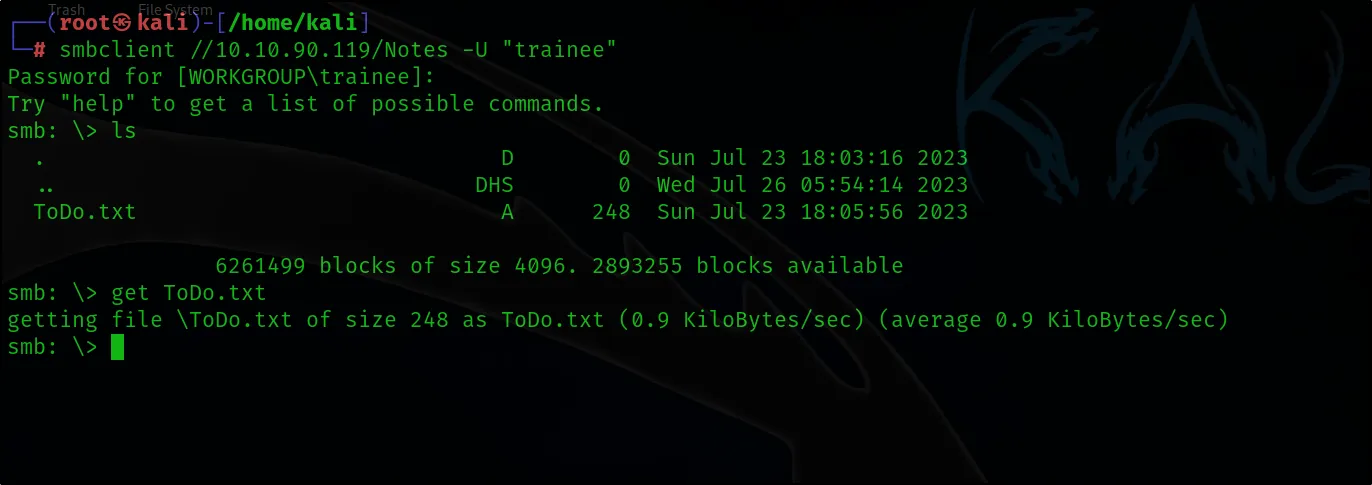 Trash File System
┌──(root㉿kali)-[/home/kali]
└─# smbclient //10.10.90.119/Notes -U "trainee"
Password for [WORKGROUP\trainee]:
Try "help" to get a list of possible commands.
smb: \> ls
. D 0 Sun Jul 23 18:03:16 2023
.. DHS 0 Wed Jul 26 05:54:14 2023
ToDo.txt A 248 Sun Jul 23 18:05:56 2023
6261499 blocks of size 4096. 2893255 blocks available
smb: \> get ToDo.txt
getting file \ToDo.txt of size 248 as ToDo.txt (0.9 KiloBytes/sec) (average 0.9 KiloBytes/sec)
smb: \>